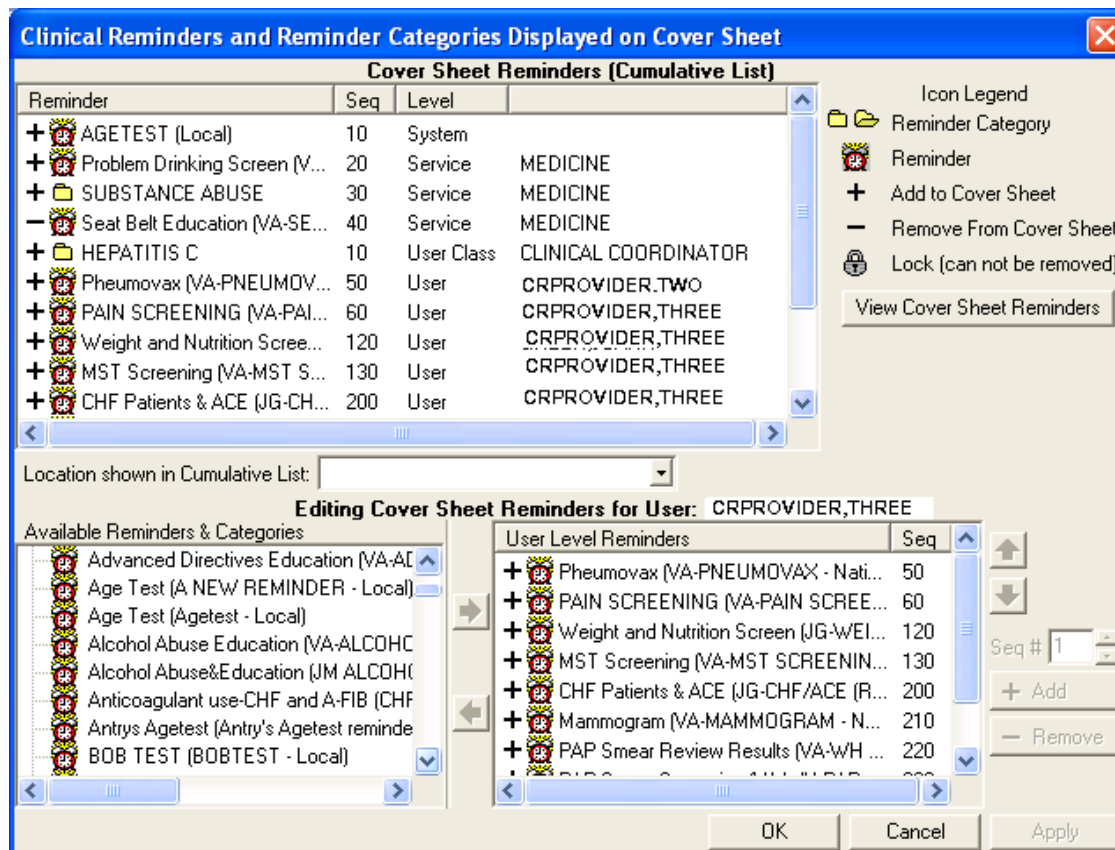 Clinical Reminders and Reminder Categories Displayed on Cover Sheet
Cover Sheet Reminders (Cumulative List)
Reminder Seq Level
AGETEST (Local) 10 System
Problem Drinking Screen (V... 20 Service MEDICINE
SUBSTANCE ABUSE 30 Service MEDICINE
Seat Belt Education (VA-SE... 40 Service MEDICINE
HEPATITIS C 10 User Class CLINICAL COORDINATOR
Pheumovax (VA-PNEUMOV... 50 User CRPROVIDER.TWO
PAIN SCREENING (VA-PAI... 60 User CRPROVIDER,THREE
Weight and Nutrition Scree... 120 User CRPROVIDER,THREE
MST Screening (VA-MST S... 130 User CRPROVIDER,THREE
CHF Patients & ACE (JG-CH... 200 User CRPROVIDER,THREE
Icon Legend
Reminder Category
Reminder
+ Add to Cover Sheet
− Remove From Cover Sheet
Lock (can not be removed)
View Cover Sheet Reminders
Location shown in Cumulative List:
Editing Cover Sheet Reminders for User: CRPROVIDER,THREE
Available Reminders & Categories
Advanced Directives Education (VA-AD
Age Test (A NEW REMINDER - Local)
Age Test (Agetest - Local)
Alcohol Abuse Education (VA-ALCOHO
Alcohol Abuse&Education (JM ALCOH
Anticoagulant use-CHF and A-FIB (CHF
Antrys Agetest (Antry's Agetest reminde
BOB TEST (BOBTEST - Local)
User Level Reminders Seq
Pheumovax (VA-PNEUMOVAX - Nati... 50
PAIN SCREENING (VA-PAIN SCREE... 60
Weight and Nutrition Screen (JG-WEI... 120
MST Screening (VA-MST SCREENIN... 130
CHF Patients & ACE (JG-CHF/ACE (R... 200
Mammogram (VA-MAMMOGRAM - N... 210
PAP Smear Review Results (VA-WH ... 220
Seq # 1
+ Add
− Remove
OK Cancel Apply